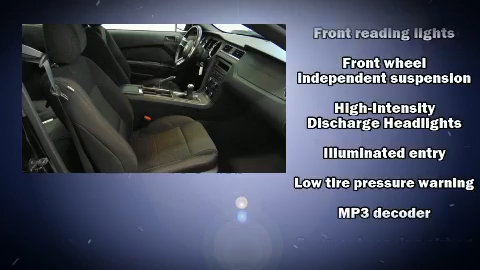 Front reading lights
Front wheel
independent suspension
High-Intensity
Discharge Headlights
Illuminated entry
Low tire pressure warning
MP3 decoder